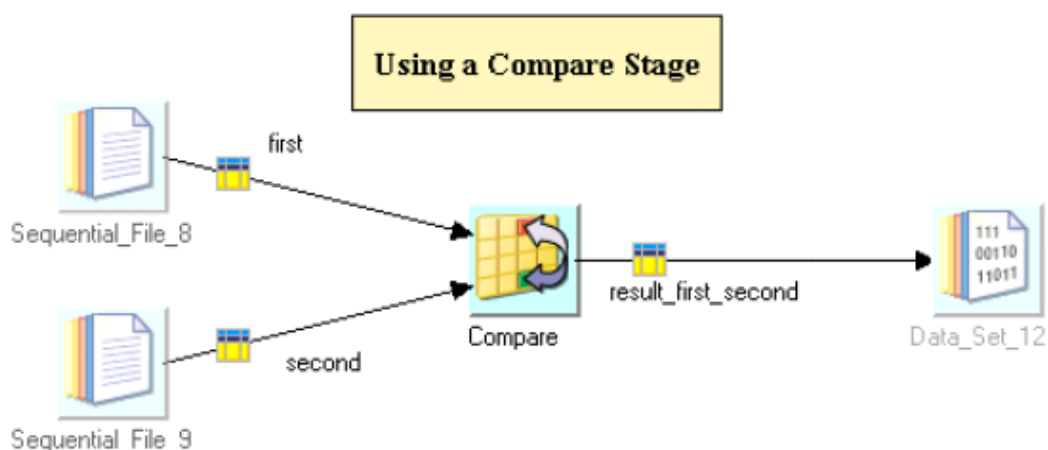 Using a Compare Stage
first
Sequential_File_8
111
00110
11011
result_first_second
Compare
Data_Set_12
second
Sequential_File_9